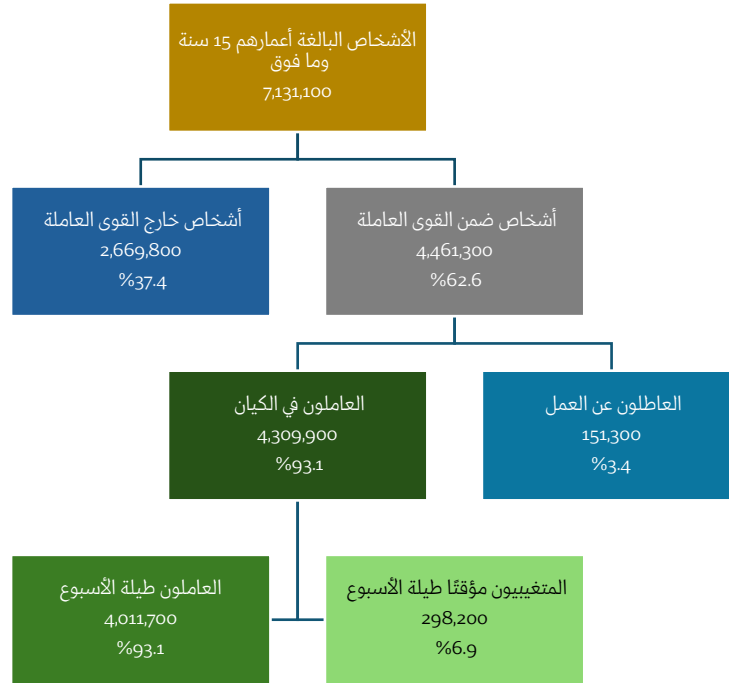 الأشخاص البالغة أعمارهم 15 سنة
وما فوق
7,131,100
أشخاص ضمن القوى العاملة
4,461,300
%62.6
أشخاص خارج القوى العاملة
2,669,800
%37.4
العاطلون عن العمل
151,300
%3.4
العاملون في الكيان
4,309,900
%93.1
المتغيبيون مؤقتًا طيلة الأسبوع
298,200
%6.9
العاملون طيلة الأسبوع
4,011,700
%93.1